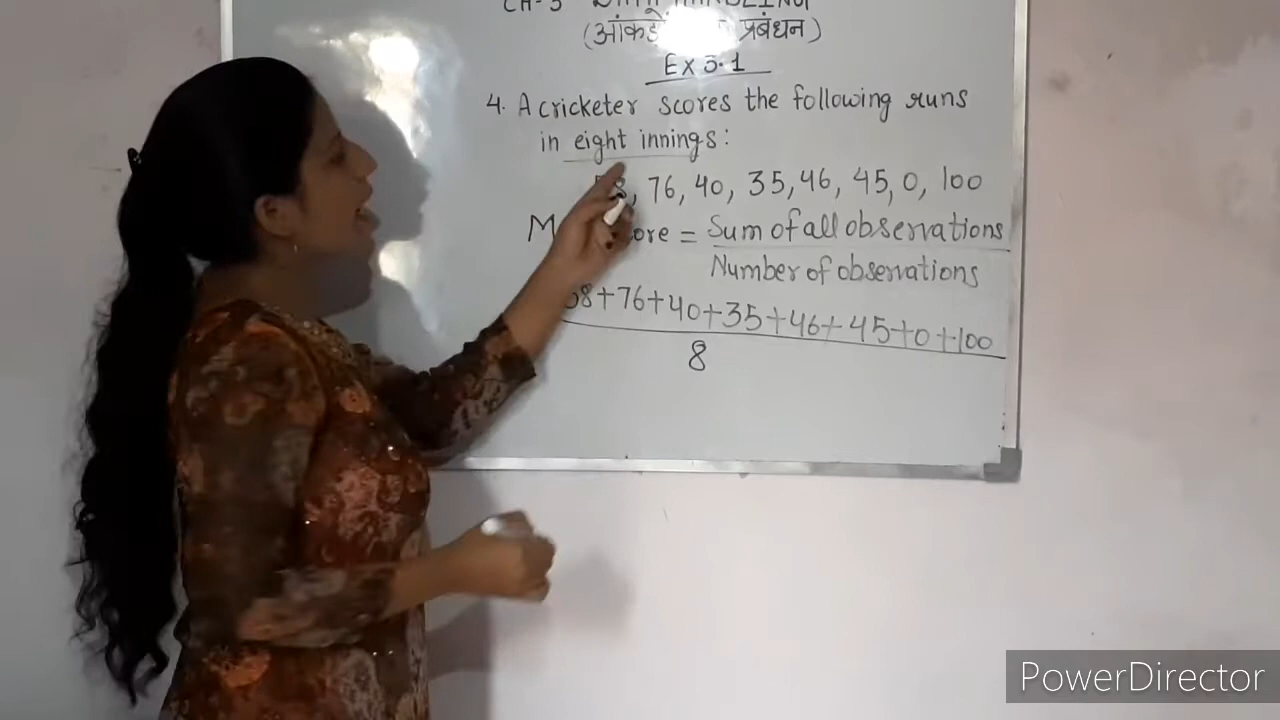 CH-3 DATA HANDLING
(आंकड़ों प्रबंधन)
Ex 3.1
4. A cricketer scores the following runs
in eight innings:
58, 76, 40, 35, 46, 45, 0, 100
= Sum of all observations
Number of observations
58+76+40+35+46+45+0+100
8
PowerDirector